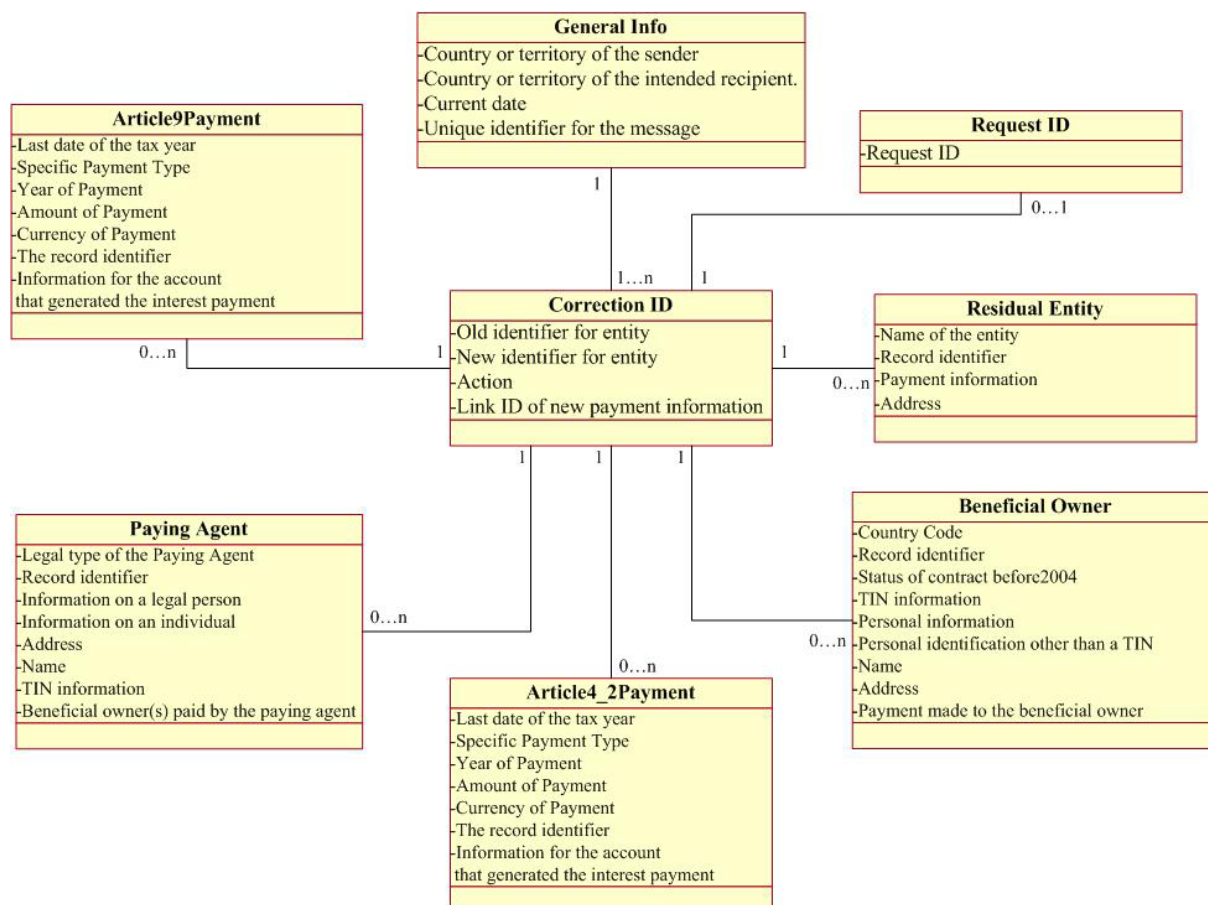 General Info
-Country or territory of the sender
-Country or territory of the intended recipient.
-Current date
-Unique identifier for the message
1
1...n
Article9Payment
-Last date of the tax year
-Specific Payment Type
-Year of Payment
-Amount of Payment
-Currency of Payment
-The record identifier
-Information for the account
that generated the interest payment
0...n
1
Request ID
-Request ID
0...1
1
Correction ID
-Old identifier for entity
-New identifier for entity
-Action
-Link ID of new payment information
Residual Entity
-Name of the entity
-Record identifier
-Payment information
-Address
1
0...n
1
1
1
Paying Agent
-Legal type of the Paying Agent
-Record identifier
-Information on a legal person
-Information on an individual
-Address
-Name
-TIN information
-Beneficial owner(s) paid by the paying agent
0...n
Beneficial Owner
-Country Code
-Record identifier
-Status of contract before2004
-TIN information
-Personal information
-Personal identification other than a TIN
-Name
-Address
-Payment made to the beneficial owner
0...n
0...n
Article4_2Payment
-Last date of the tax year
-Specific Payment Type
-Year of Payment
-Amount of Payment
-Currency of Payment
-The record identifier
-Information for the account
that generated the interest payment